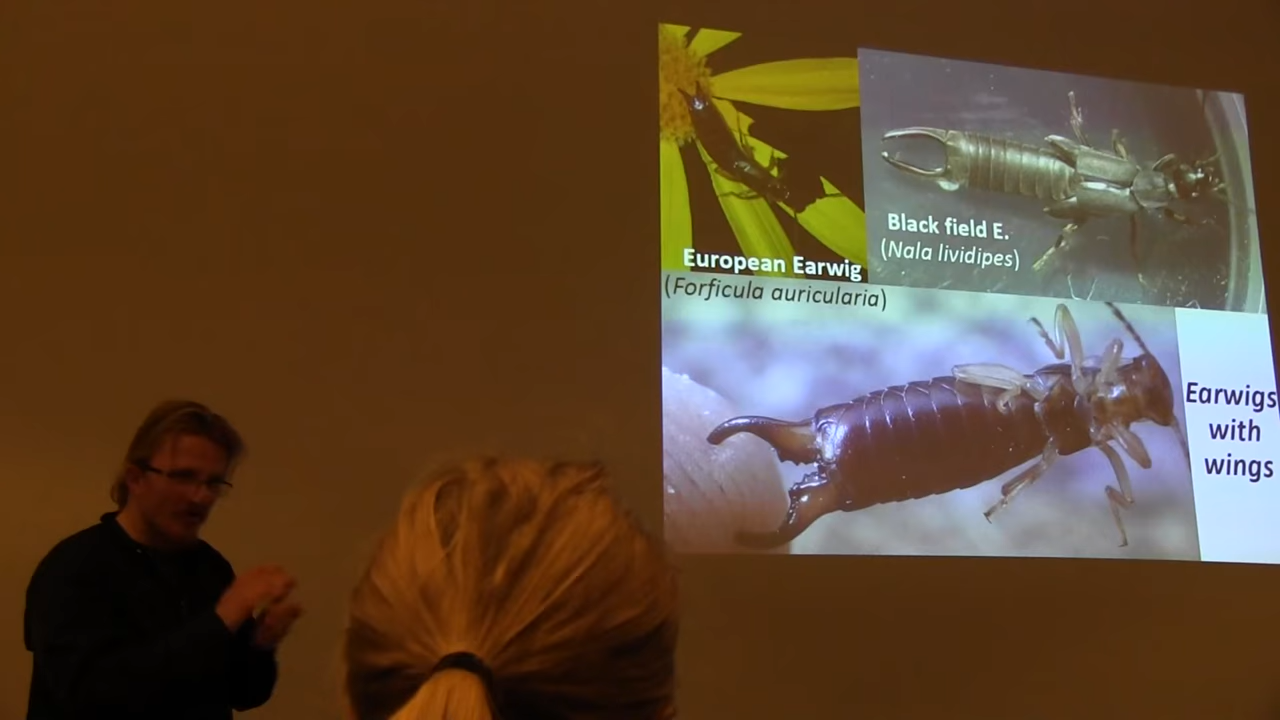 European Earwig
(Forficula auricularia)
Black field E.
(Nala lividipes)
Earwigs
with
wings